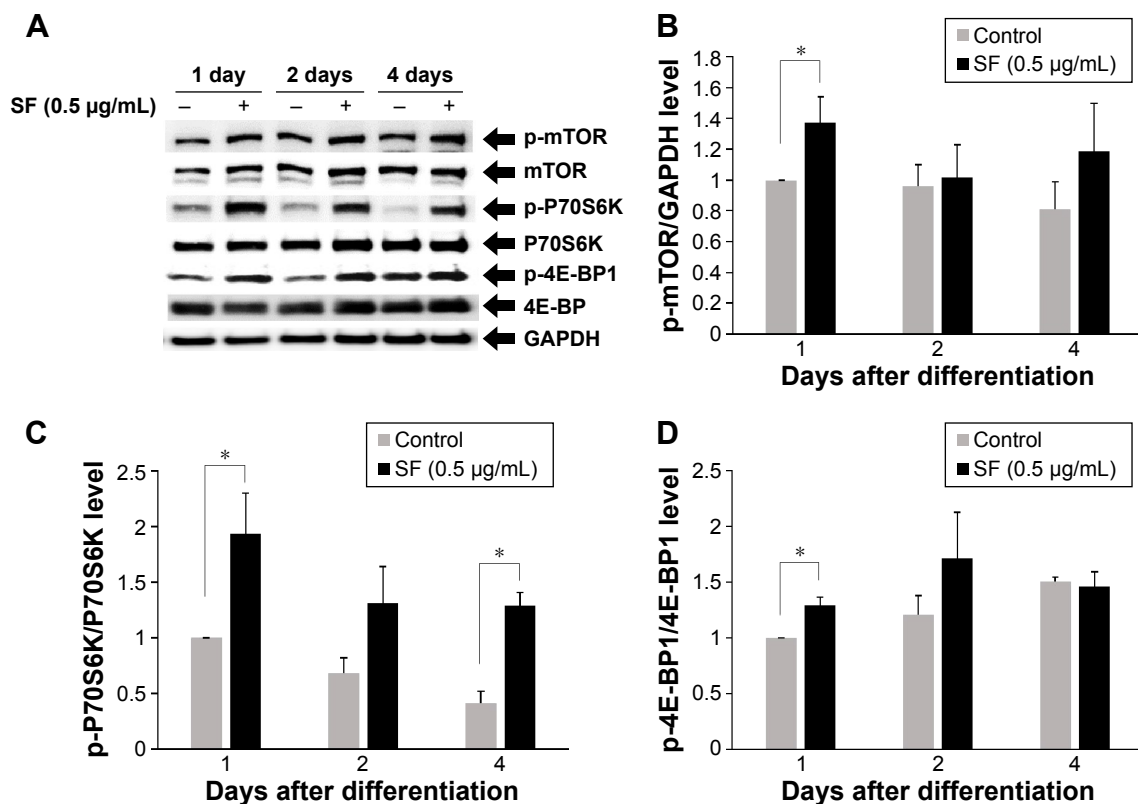 A
1 day 2 days 4 days
SF (0.5 µg/mL) – + – + – +
p-mTOR
mTOR
p-P70S6K
P70S6K
p-4E-BP1
4E-BP
GAPDH
B
Control
SF (0.5 µg/mL)
p-mTOR/GAPDH level
1.8
1.6
1.4
1.2
1
0.8
0.6
0.4
0.2
0
*
1 2 4
Days after differentiation
C
Control
SF (0.5 µg/mL)
p-P70S6K/P70S6K level
2.5
2
1.5
1
0.5
0
*
*
1 2 4
Days after differentiation
D
Control
SF (0.5 µg/mL)
p-4E-BP1/4E-BP1 level
2.5
2
1.5
1
0.5
0
*
1 2 4
Days after differentiation